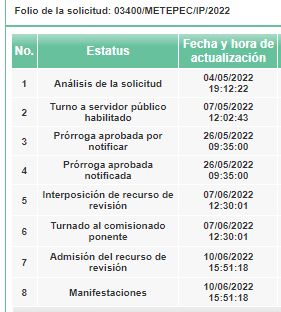 Folio de la solicitud: 03400/METEPEC/IP/2022
No. Estatus Fecha y hora de
actualización
1 Análisis de la solicitud 04/05/2022
19:12:22
2 Turno a servidor público 07/05/2022
habilitado 12:02:43
3 Prórroga aprobada por 26/05/2022
notificar 09:35:00
4 Prórroga aprobada 26/05/2022
notificada 09:35:00
5 Interposición de recurso de 07/06/2022
revisión 12:30:01
6 Turnado al comisionado 07/06/2022
ponente 12:30:01
7 Admisión del recurso de 10/06/2022
revisión 15:51:18
8 Manifestaciones 10/06/2022
15:51:18